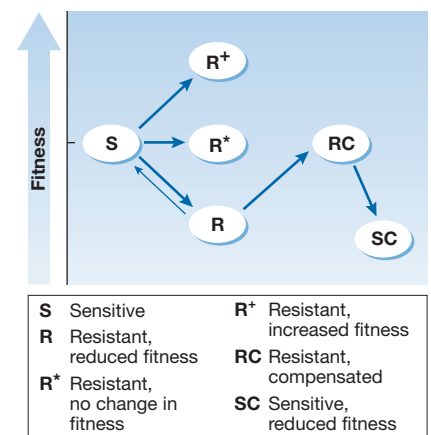 Fitness
R+
S
R*
RC
R
SC
S Sensitive
R Resistant,
reduced fitness
R* Resistant,
no change in
fitness
R+ Resistant,
increased fitness
RC Resistant,
compensated
SC Sensitive,
reduced fitness